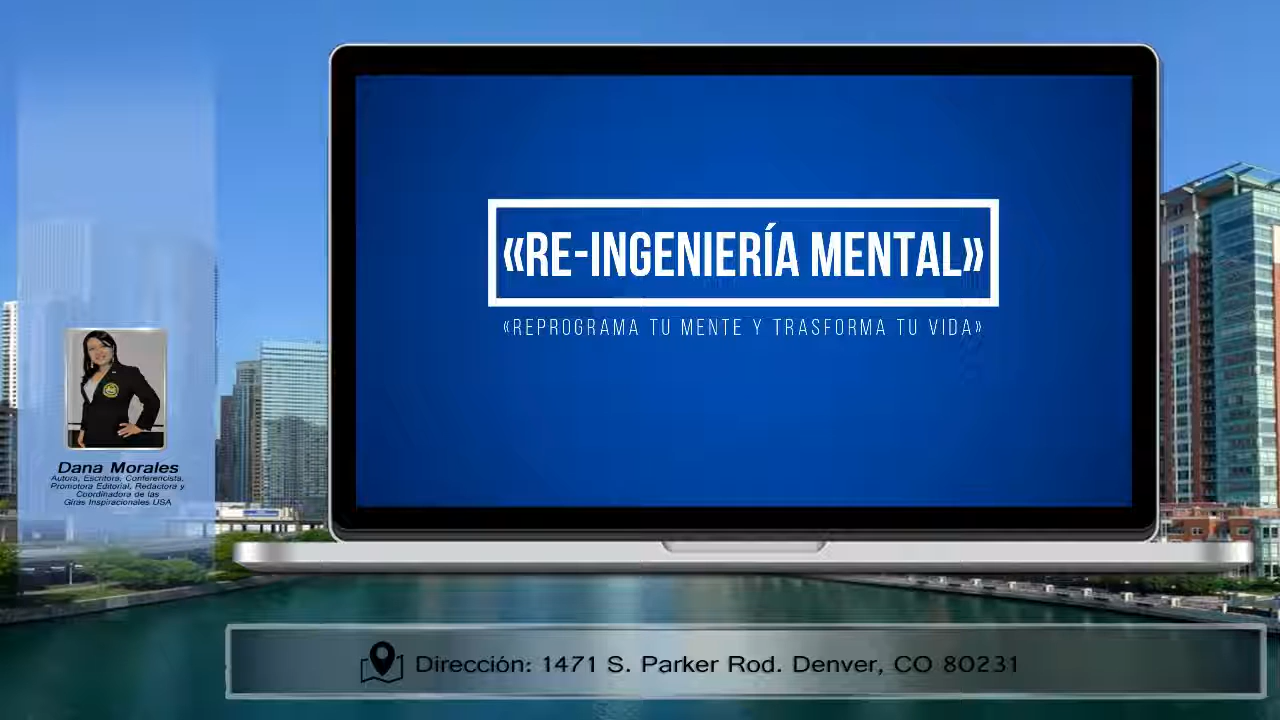 «RE-INGENIERÍA MENTAL»
«REPROGRAMA TU MENTE Y TRASFORMA TU VIDA»
Dana Morales
Autora, Escritora, Conferencista,
Promotora Editorial, Redactora y
Coordinadora de las
Giras Inspiracionales USA
Dirección: 1471 S. Parker Rod. Denver, CO 80231